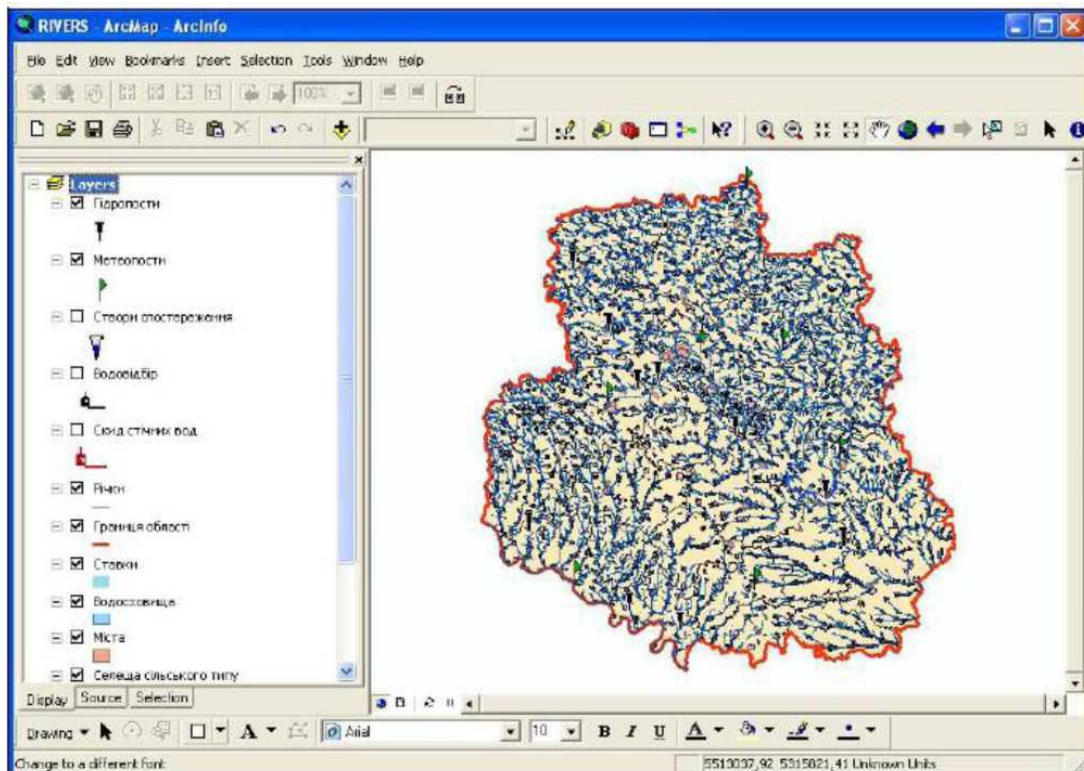 RIVERS - ArcMap - ArcInfo
File Edit View Bookmarks Insert Selection Tools Window Help
100%
Layers
Гідропости
Метеопости
Створи спостереження
Водовідбір
Скид стічних вод
Річки
Границя області
Ставки
Водосховища
Міста
Селеща сільського типу
Display Source Selection
Drawing A Arial 10 B I U A
Change to a different font 5513037,92 5315821,41 Unknown Units